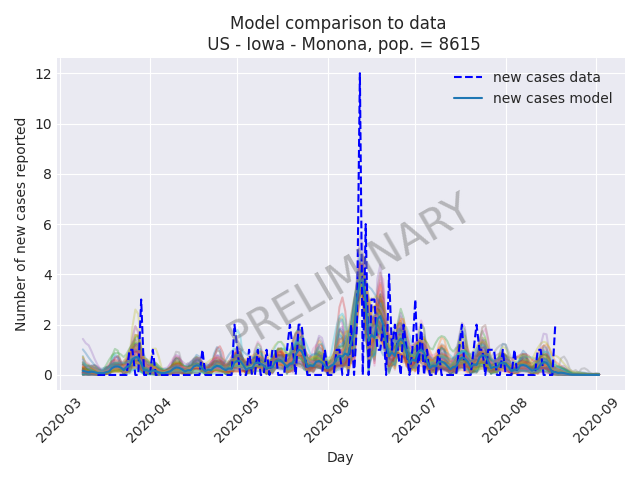 Model comparison to data
US - Iowa - Monona, pop. = 8615
new cases data
new cases model
Number of new cases reported
12
10
8
6
4
2
0
PRELIMINARY
2020-03
2020-04
2020-05
2020-06
2020-07
2020-08
2020-09
Day